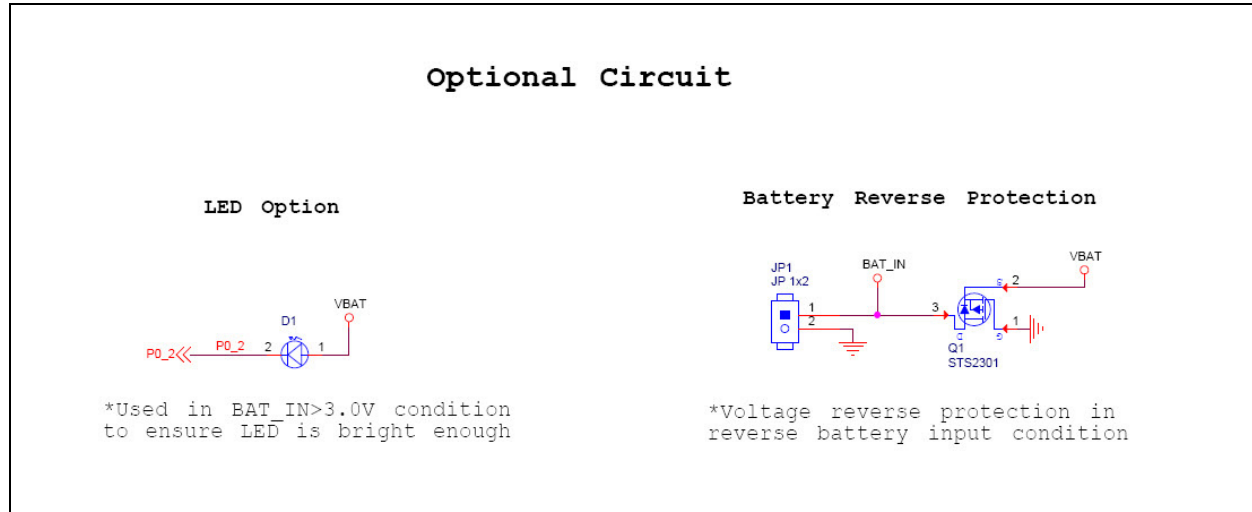 Optional Circuit
LED Option
VBAT
D1
P0_2
P0_2
2
1
*Used in BAT_IN>3.0V condition
to ensure LED is bright enough
Battery Reverse Protection
JP1
JP 1x2
BAT_IN
VBAT
1
2
3
S
2
D
G
1
Q1
STS2301
*Voltage reverse protection in
reverse battery input condition